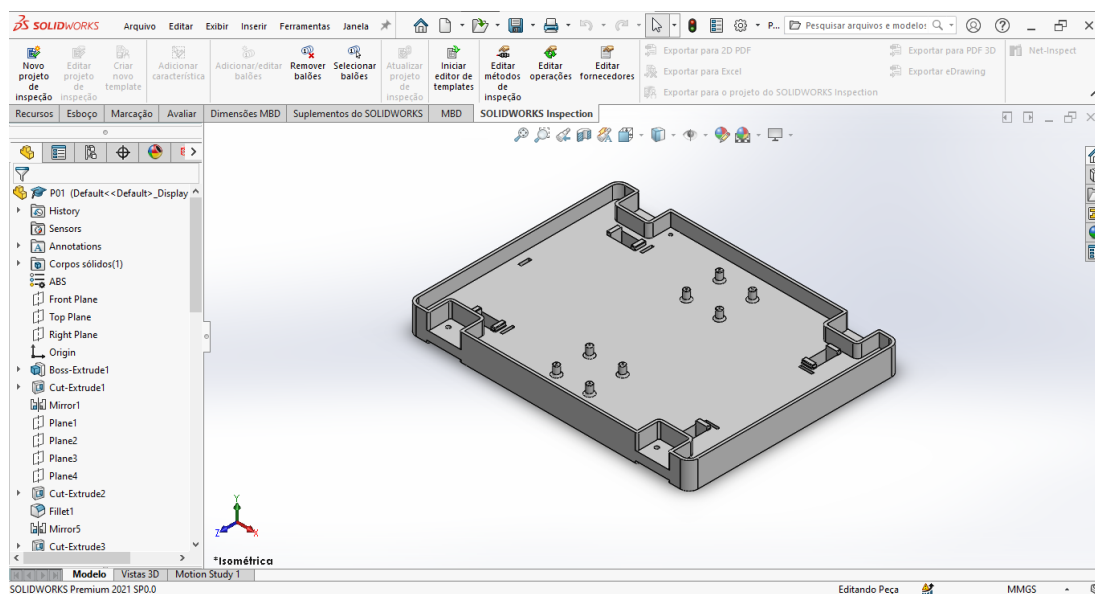 SOLIDWORKS Arquivo Editar Exibir Inserir Ferramentas Janela P... Pesquisar arquivos e modelos
Novo projeto de inspeção
Editar projeto de inspeção
Criar novo template
Adicionar característica
Adicionar/editar balões
Remover balões
Selecionar balões
Atualizar projeto de inspeção
Iniciar editor de templates
Editar métodos de inspeção
Editar operações
Editar fornecedores
Exportar para 2D PDF
Exportar para Excel
Exportar para o projeto do SOLIDWORKS Inspection
Exportar para PDF 3D
Exportar eDrawing
Net-Inspect
Recursos Esboço Marcação Avaliar Dimensões MBD Suplementos do SOLIDWORKS MBD SOLIDWORKS Inspection
P01 (Default<<Default>_Display
History
Sensors
Annotations
Corpos sólidos(1)
ABS
Front Plane
Top Plane
Right Plane
Origin
Boss-Extrude1
Cut-Extrude1
Mirror1
Plane1
Plane2
Plane3
Plane4
Cut-Extrude2
Fillet1
Mirror5
Cut-Extrude3
Y
Z X
*Isométrica
Modelo Vistas 3D Motion Study 1
SOLIDWORKS Premium 2021 SP0.0 Editando Peça MMGS